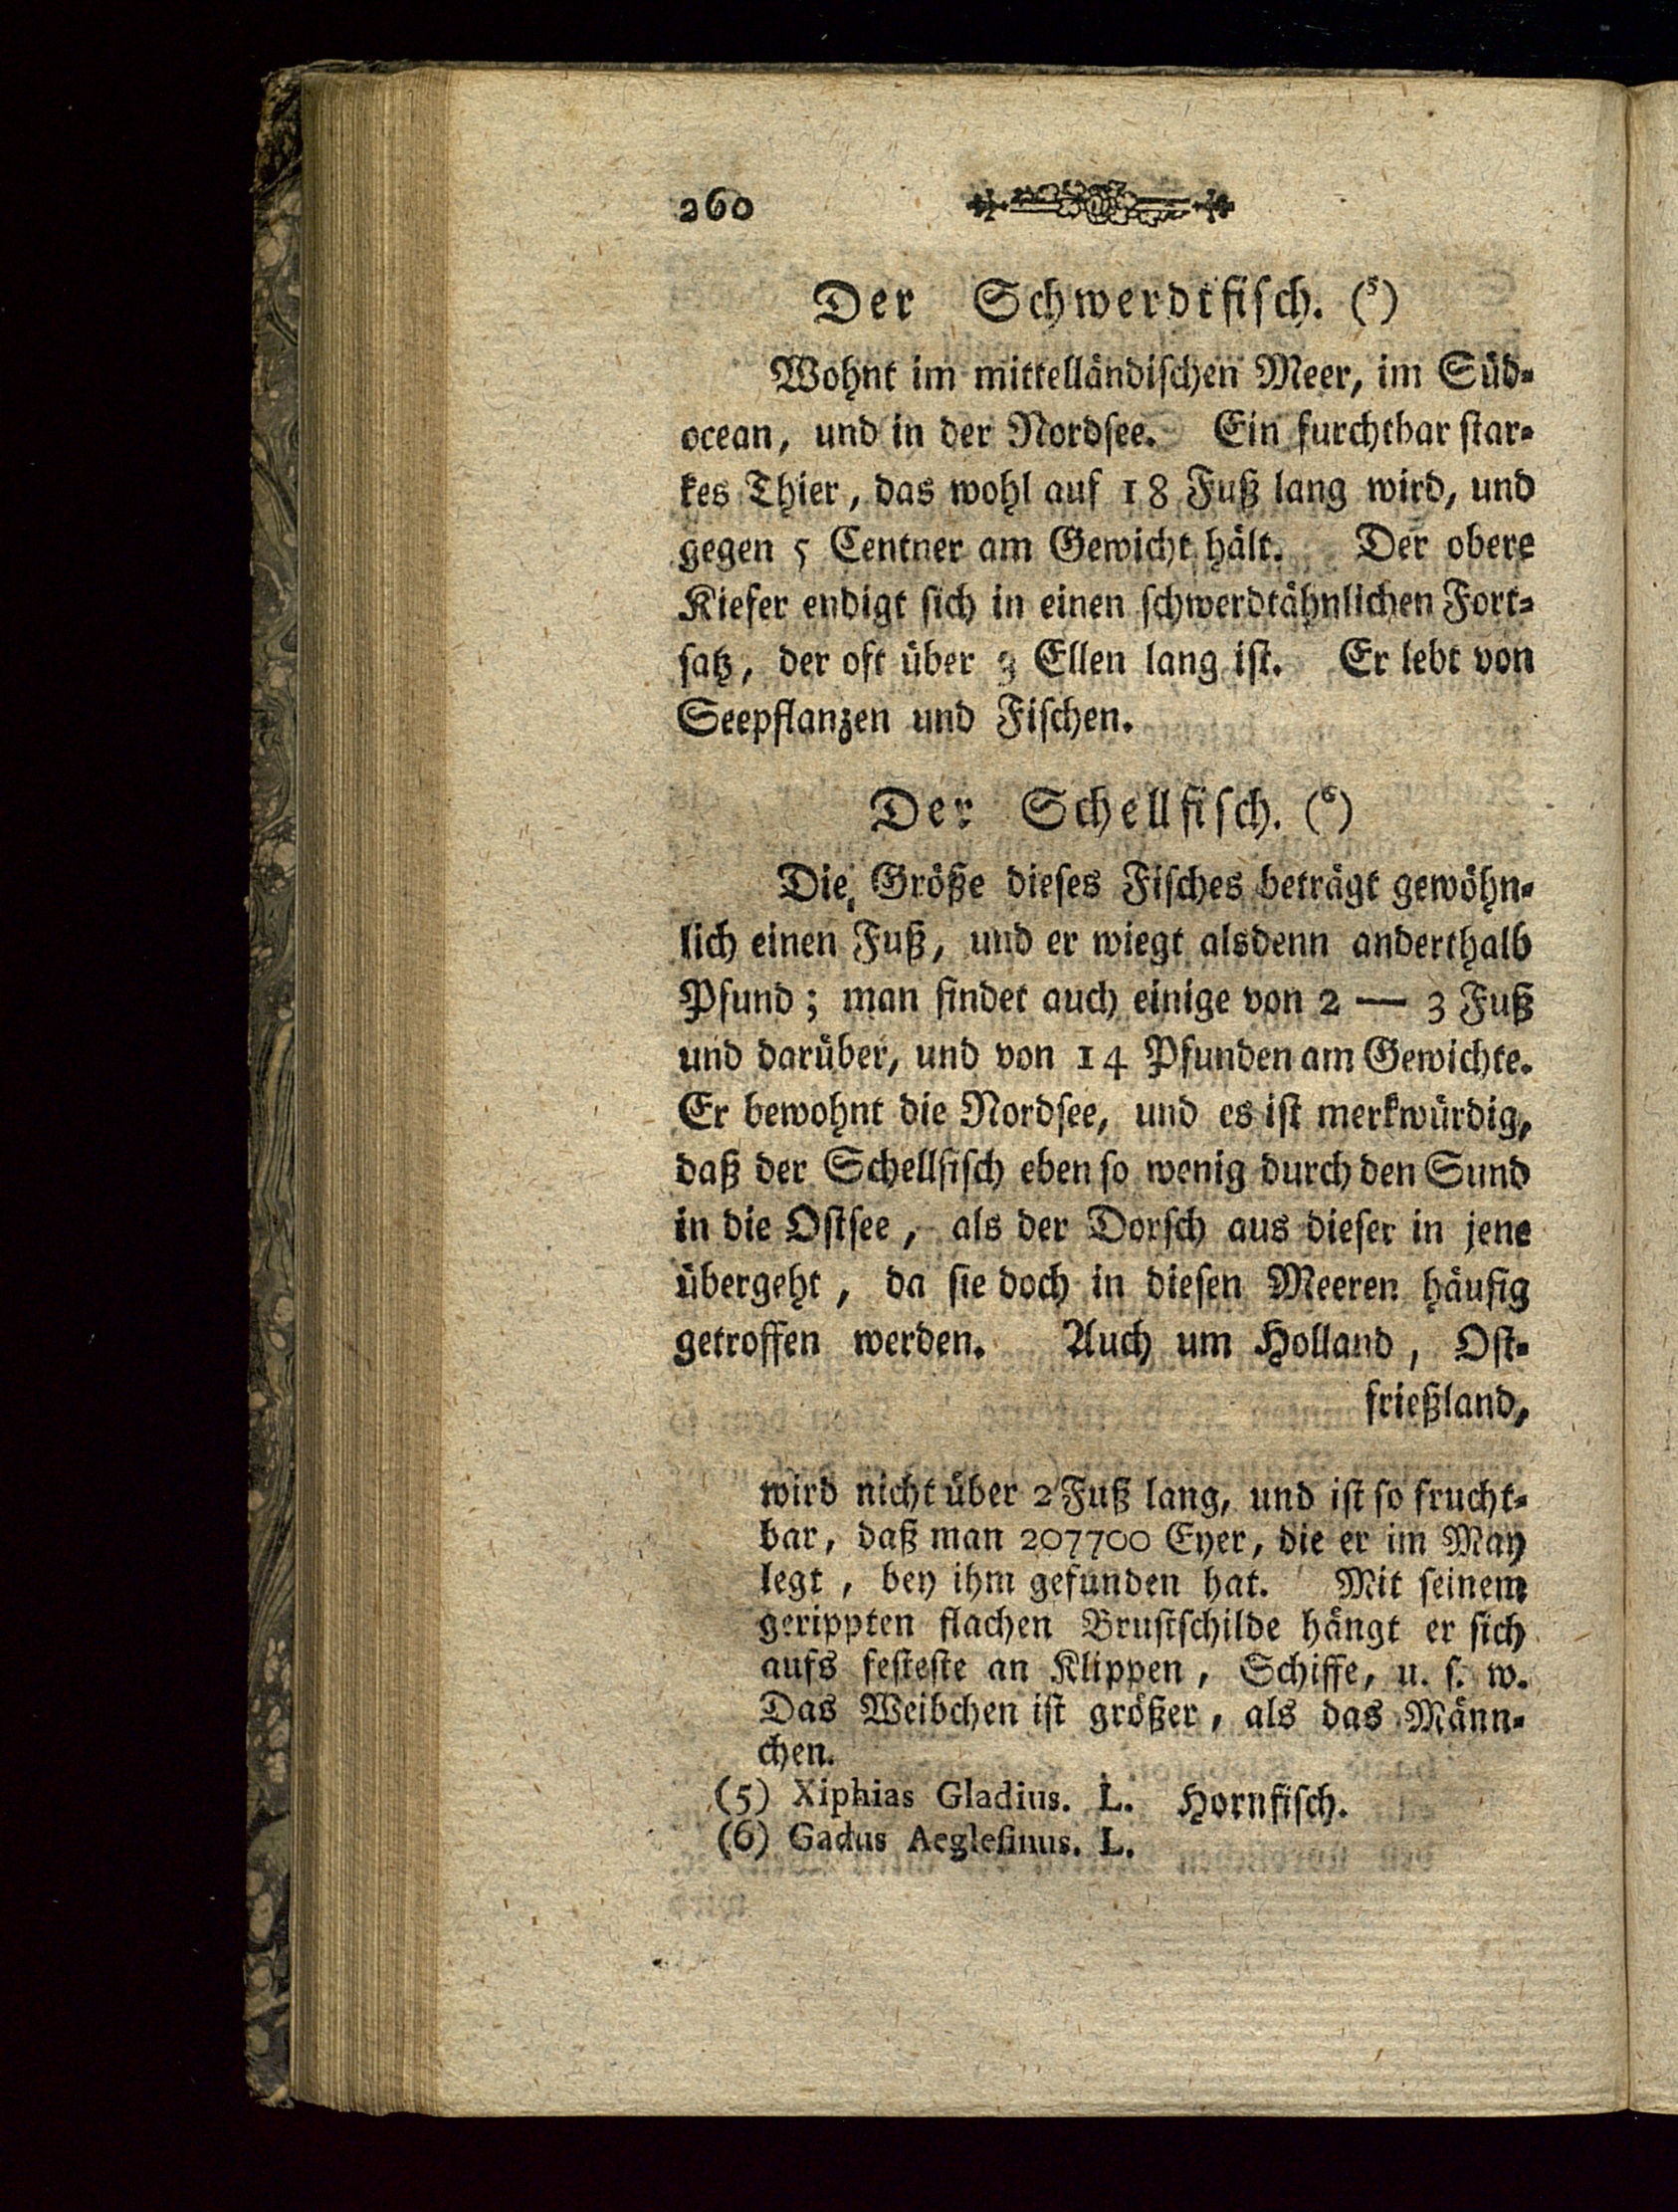 260
Der Schwerdtfiſch. (⁵)
Wohnt im mittelländiſchen Meer, im Süd-
ocean, und in der Nordſee. Ein furchtbar ſtar-
kes Thier, das wohl auf 18 Fuß lang wird, und
gegen 5 Centner am Gewicht hält. Der obere
Kiefer endigt ſich in einen ſchwerdtähnlichen Fort-
ſatz, der oft über 3 Ellen lang iſt. Er lebt von
Seepflanzen und Fiſchen.
Der Schellfiſch. (⁶)
Die Größe dieſes Fiſches beträgt gewöhn-
lich einen Fuß, und er wiegt alsdenn anderthalb
Pfund; man findet auch einige von 2 — 3 Fuß
und darüber, und von 14 Pfunden am Gewichte.
Er bewohnt die Nordſee, und es iſt merkwürdig,
daß der Schellfiſch eben ſo wenig durch den Sund
in die Oſtſee, als der Dorſch aus dieſer in jene
übergeht, da ſie doch in dieſen Meeren häufig
getroffen werden. Auch um Holland, Oſt-
frießland,
wird nicht über 2 Fuß lang, und iſt ſo frucht-
bar, daß man 207700 Eyer, die er im May
legt, bey ihm gefunden hat. Mit ſeinem
gerippten flachen Bruſtſchilde hängt er ſich
aufs feſteſte an Klippen, Schiffe, u. ſ. w.
Das Weibchen iſt größer, als das Männ-
chen.
(5) Xiphias Gladius. L. Hornfiſch.
(6) Gadus Aegleſinus. L.